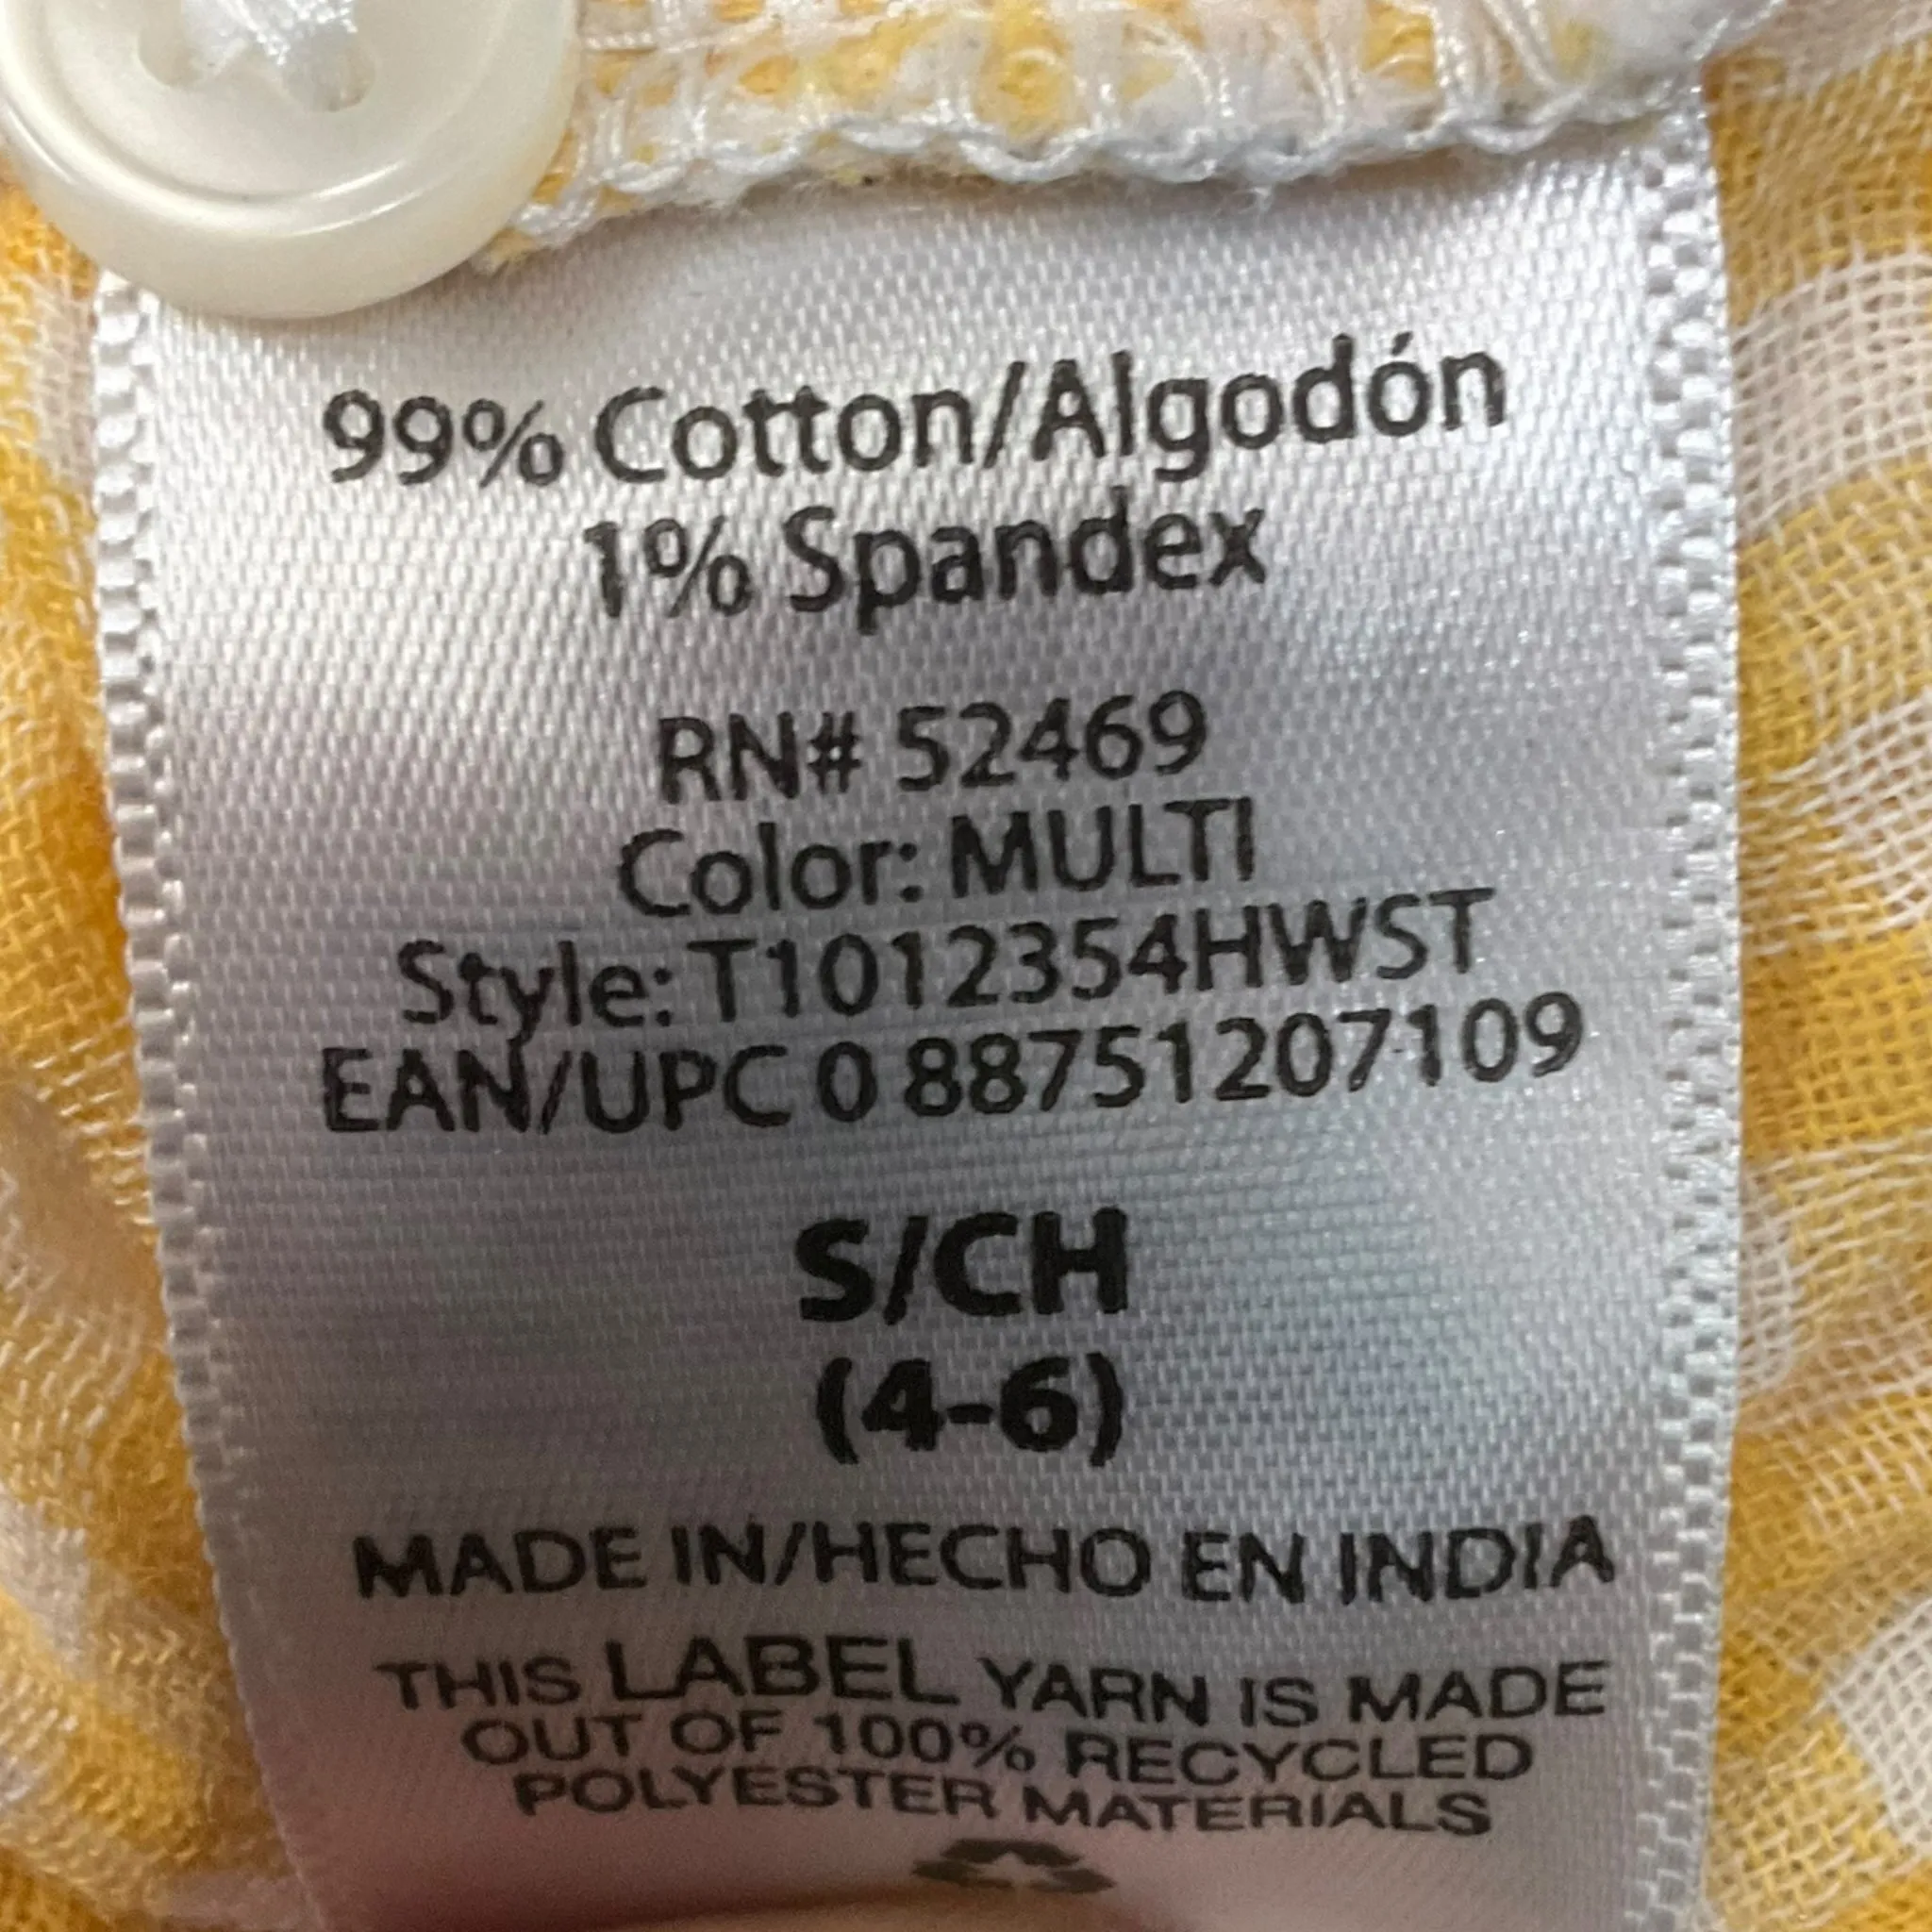 99% Cotton/Algodón
1% Spandex
RN# 52469
Color: MULTI
Style: T1012354HWST
EAN/UPC 0 88751207109
S/CH
(4-6)
MADE IN/HECHO EN INDIA
THIS LABEL YARN IS MADE
OUT OF 100% RECYCLED
POLYESTER MATERIALS